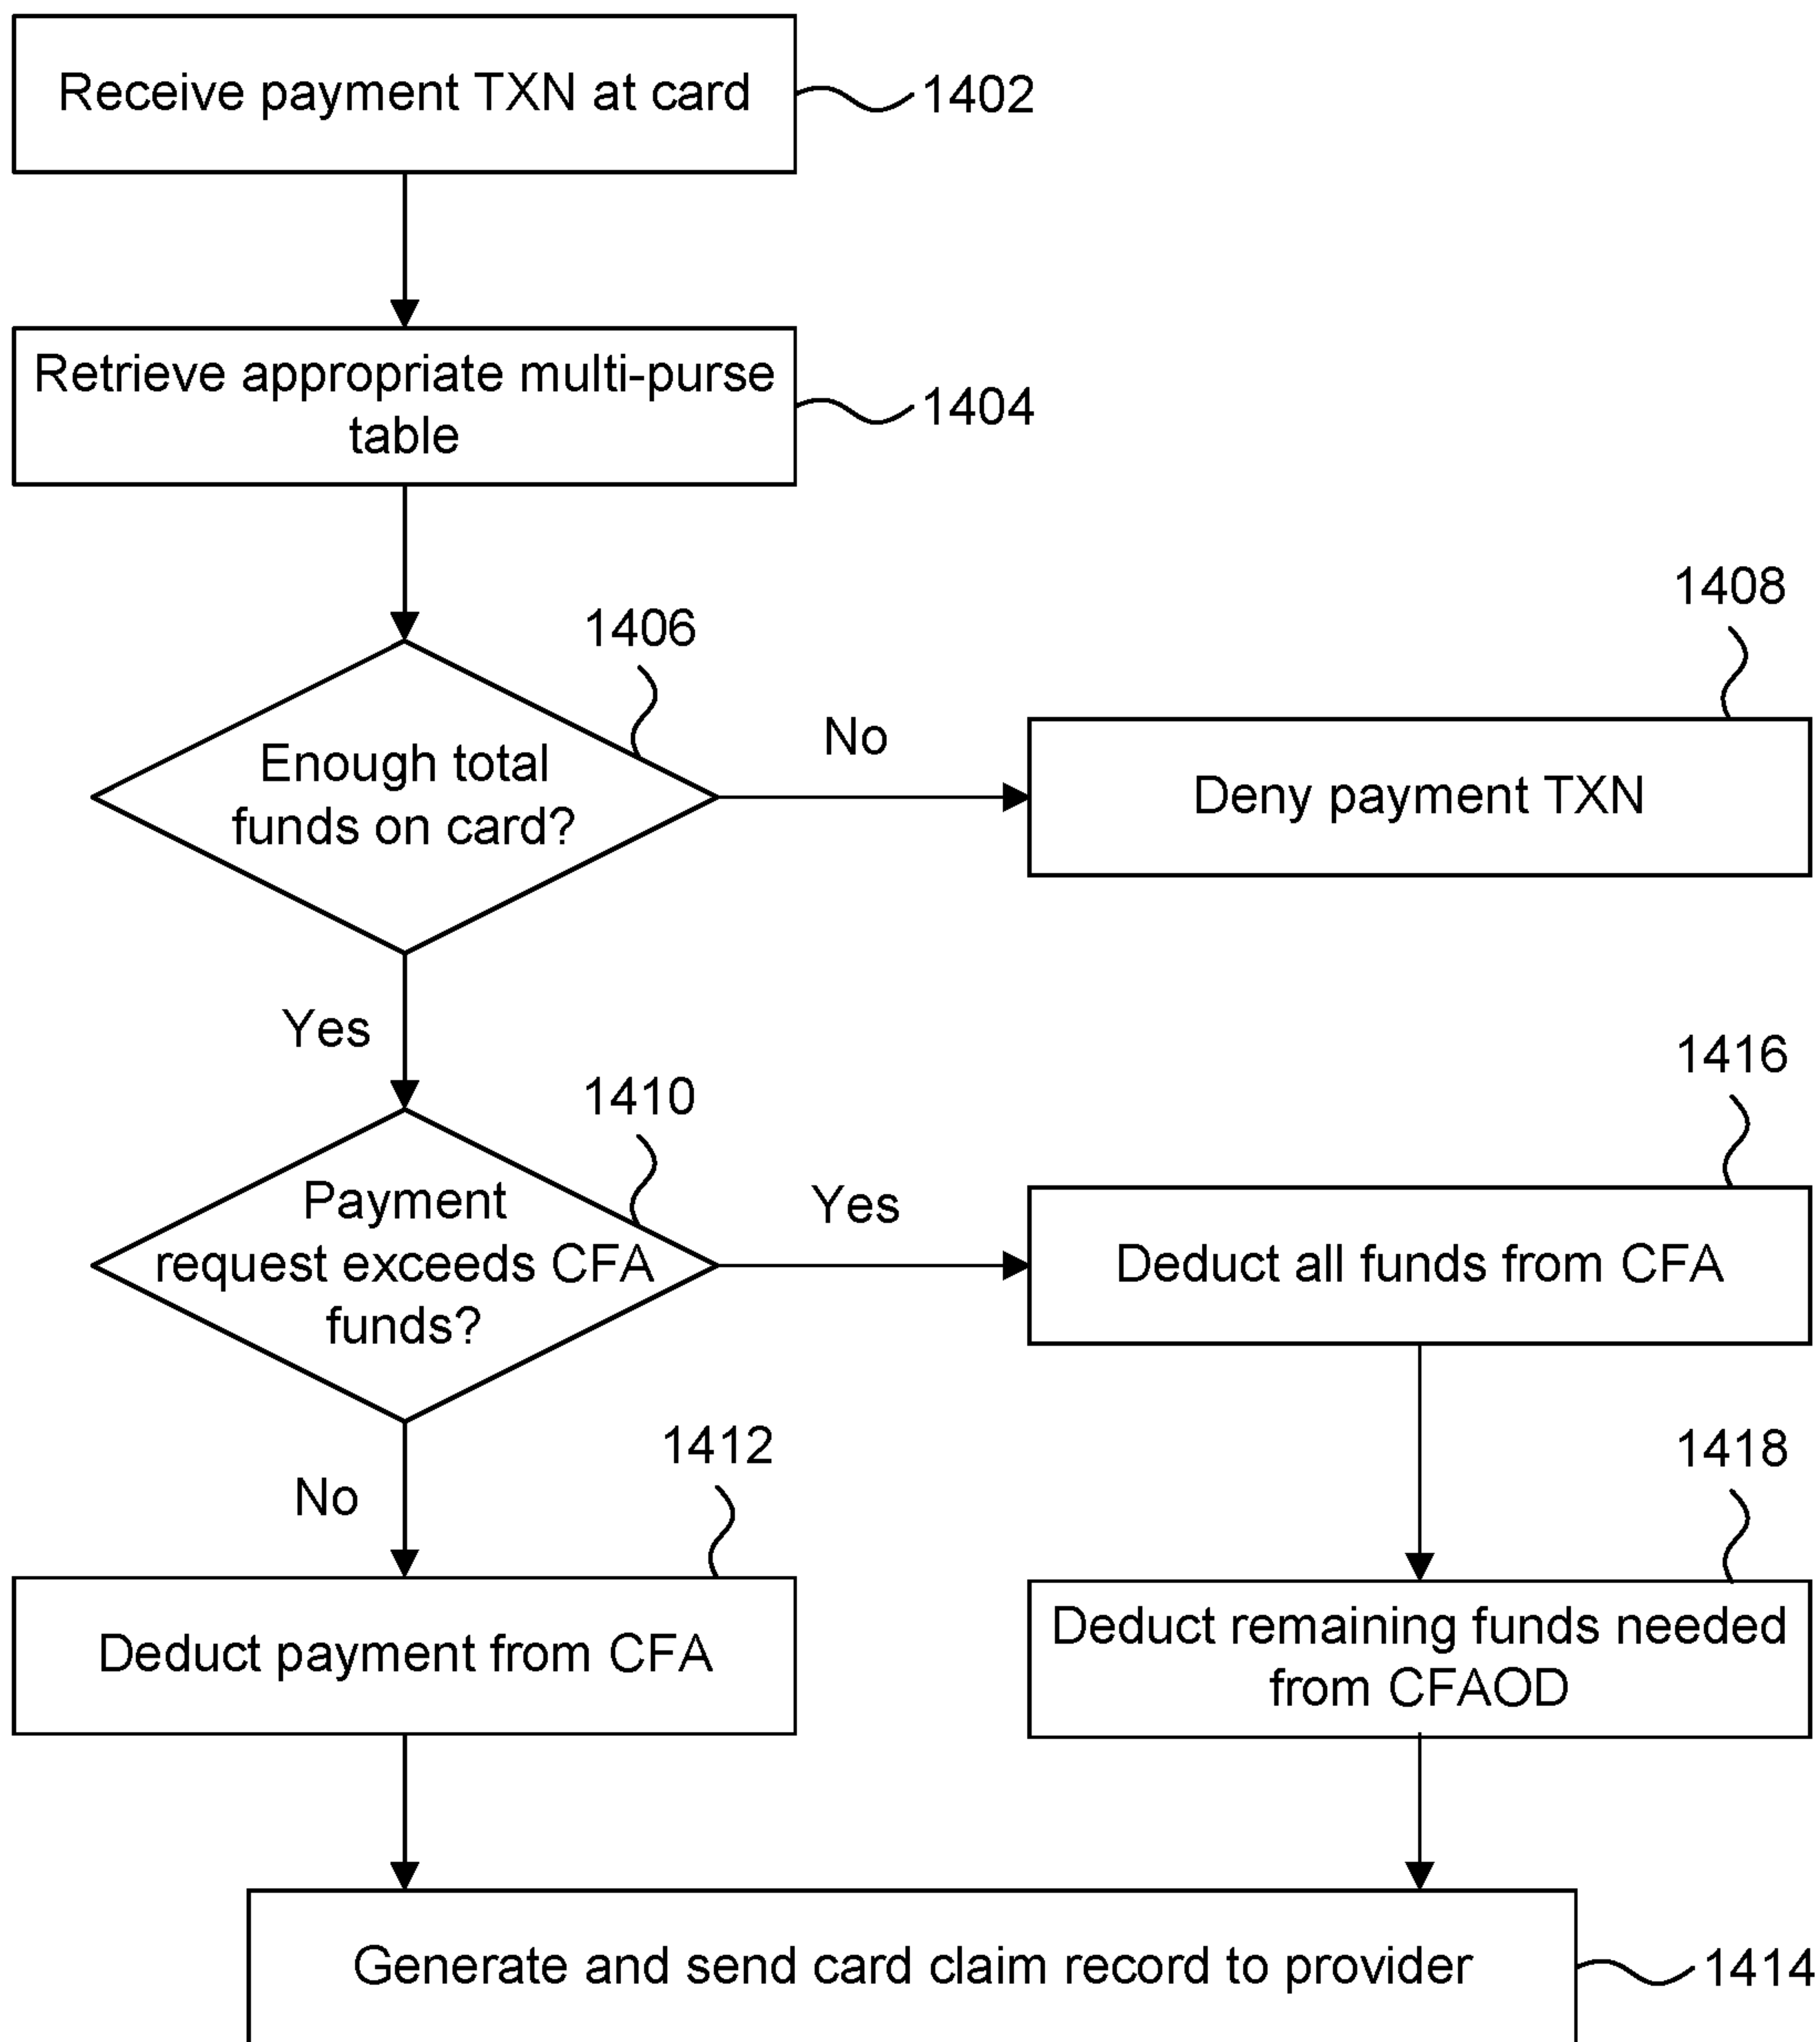 Receive payment TXN at card
1402
Retrieve appropriate multi-purse
table
1404
1406
Enough total
funds on card?
No
1408
Deny payment TXN
Yes
1410
Payment
request exceeds CFA
funds?
Yes
1416
Deduct all funds from CFA
No
1412
Deduct payment from CFA
1418
Deduct remaining funds needed
from CFAOD
Generate and send card claim record to provider
1414